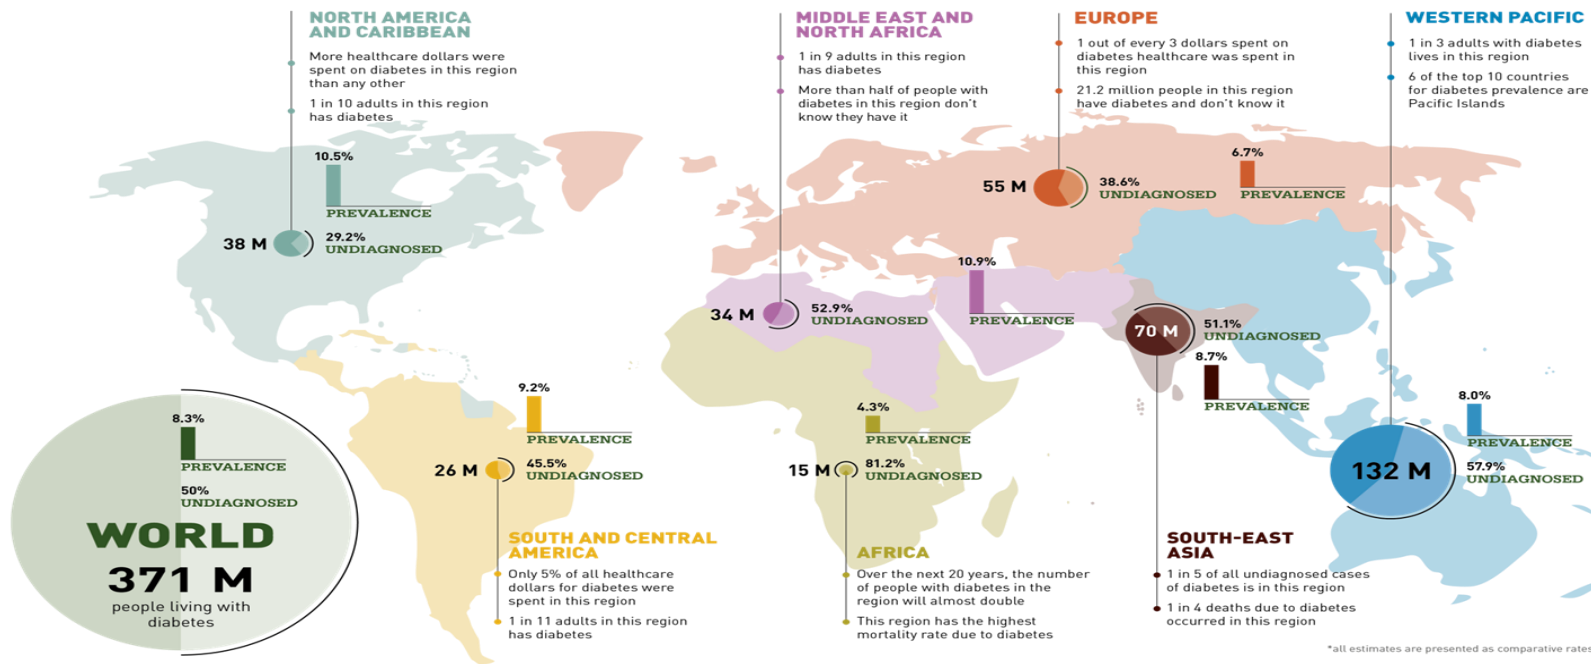 NORTH AMERICA
AND CARIBBEAN
More healthcare dollars were
spent on diabetes in this region
than any other
1 in 10 adults in this region
has diabetes
10.5%
PREVALENCE
38 M
29.2%
UNDIAGNOSED
MIDDLE EAST AND
NORTH AFRICA
1 in 9 adults in this region
has diabetes
More than half of people with
diabetes in this region don't
know they have it
34 M
52.9%
UNDIAGNOSED
10.9%
PREVALENCE
EUROPE
1 out of every 3 dollars spent on
diabetes healthcare was spent in
this region
21.2 million people in this region
have diabetes and don't know it
55 M
38.6%
UNDIAGNOSED
6.7%
PREVALENCE
WESTERN PACIFIC
1 in 3 adults with diabetes
lives in this region
6 of the top 10 countries
for diabetes prevalence are
Pacific Islands
132 M
8.0%
PREVALENCE
57.9%
UNDIAGNOSED
70 M
51.1%
UNDIAGNOSED
8.7%
PREVALENCE
SOUTH-EAST
ASIA
1 in 5 of all undiagnosed cases
of diabetes is in this region
1 in 4 deaths due to diabetes
occurred in this region
4.3%
PREVALENCE
15 M
81.2%
UNDIAGNOSED
AFRICA
Over the next 20 years, the number
of people with diabetes in the
region will almost double
This region has the highest
mortality rate due to diabetes
9.2%
PREVALENCE
26 M
45.5%
UNDIAGNOSED
SOUTH AND CENTRAL
AMERICA
Only 5% of all healthcare
dollars for diabetes were
spent in this region
1 in 11 adults in this region
has diabetes
8.3%
PREVALENCE
50%
UNDIAGNOSED
WORLD
371 M
people living with
diabetes
*all estimates are presented as comparative rates